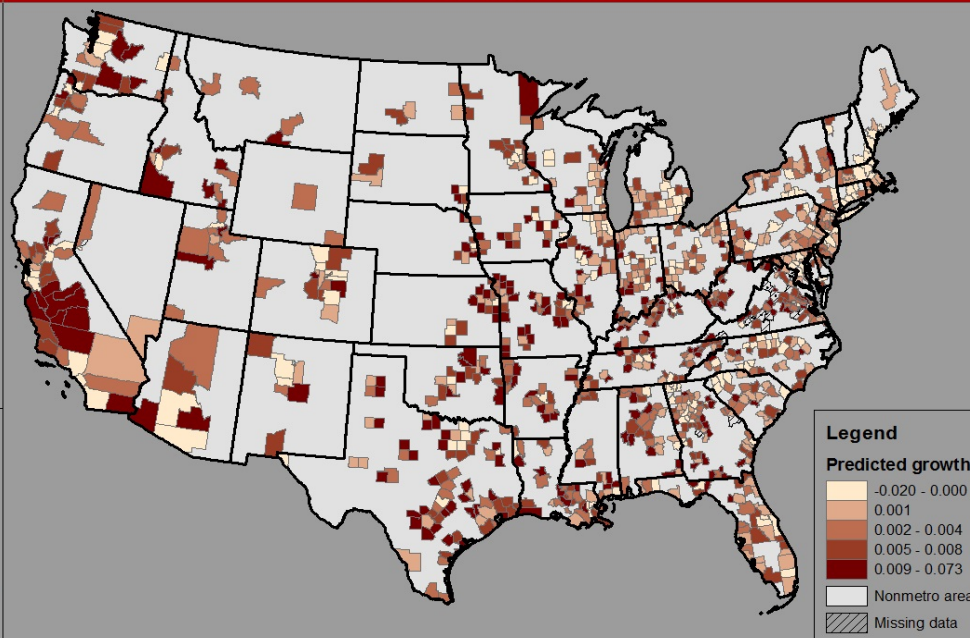 Legend
Predicted growth
-0.020 - 0.000
0.001
0.002 - 0.004
0.005 - 0.008
0.009 - 0.073
Nonmetro area
Missing data